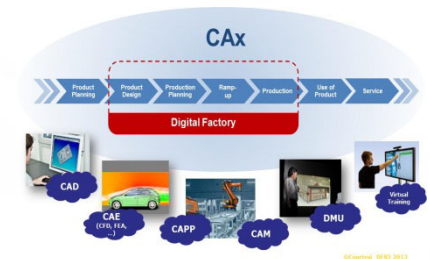 CAx
Product
Planning
Product
Design
Production
Planning
Ramp-
up
Production
Use of
Product
Service
Digital Factory
CAD
CAE
(CFD, FEA,
...)
CAPP
CAM
DMU
Virtual
Training